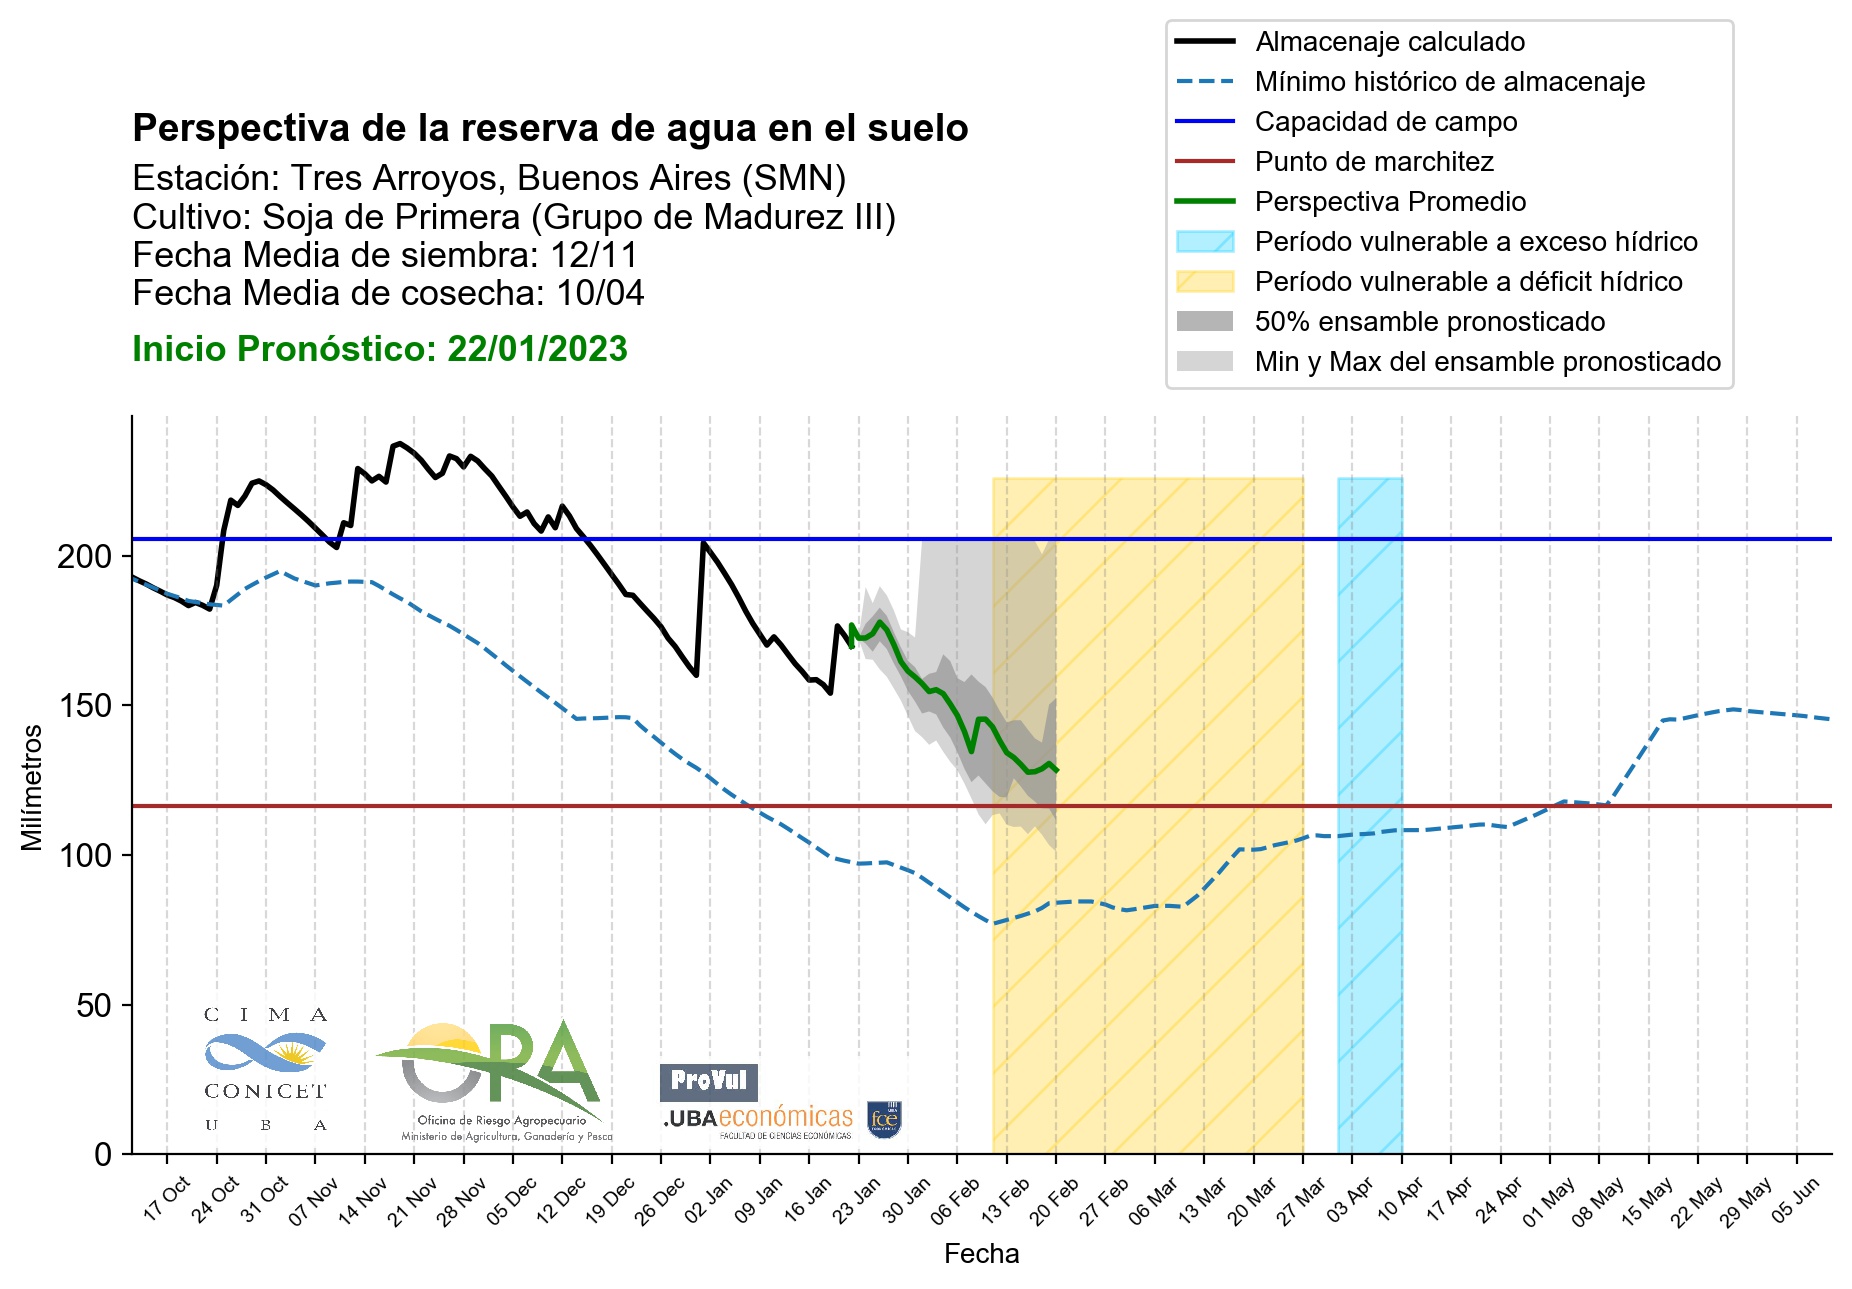 Almacenaje calculado
Mínimo histórico de almacenaje
Capacidad de campo
Punto de marchitez
Perspectiva Promedio
Período vulnerable a exceso hídrico
Período vulnerable a déficit hídrico
50% ensamble pronosticado
Min y Max del ensamble pronosticado
Perspectiva de la reserva de agua en el suelo
Estación: Tres Arroyos, Buenos Aires (SMN)
Cultivo: Soja de Primera (Grupo de Madurez III)
Fecha Media de siembra: 12/11
Fecha Media de cosecha: 10/04
Inicio Pronóstico: 22/01/2023
Milímetros
200
150
100
50
0
CIMA
CONICET
UBA
ORA
Oficina de Riesgo Agropecuario
Ministerio de Agricultura, Ganadería y Pesca
ProVul
.UBAeconómicas
FACULTAD DE CIENCIAS ECONÓMICAS
UBA
fce
ECONÓMICAS
17 Oct
24 Oct
31 Oct
07 Nov
14 Nov
21 Nov
28 Nov
05 Dec
12 Dec
19 Dec
26 Dec
02 Jan
09 Jan
16 Jan
23 Jan
30 Jan
06 Feb
13 Feb
20 Feb
27 Feb
06 Mar
13 Mar
20 Mar
27 Mar
03 Apr
10 Apr
17 Apr
24 Apr
01 May
08 May
15 May
22 May
29 May
05 Jun
Fecha